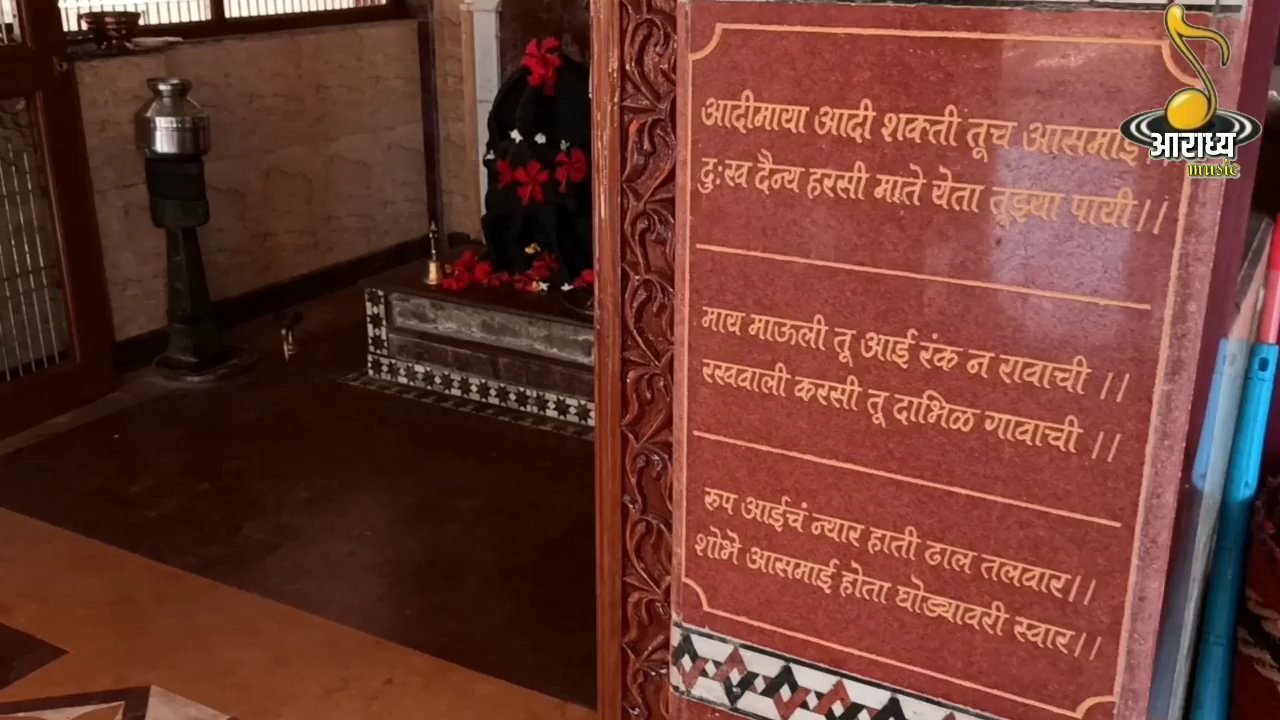 आदीमाया आदी शक्ती तूच आसमाई
दुःख दैन्य हरसी माते येता तूझ्या पायी।।
माय माऊली तू आई रंक न रावाची ।।
रखवाली करसी तू दाभिळ गावाची ।।
रुप आईचं न्यार हाती ढाल तलवार।।
शोभे आसमाई होता घोड्यावरी स्वार।।
आराध्य
music